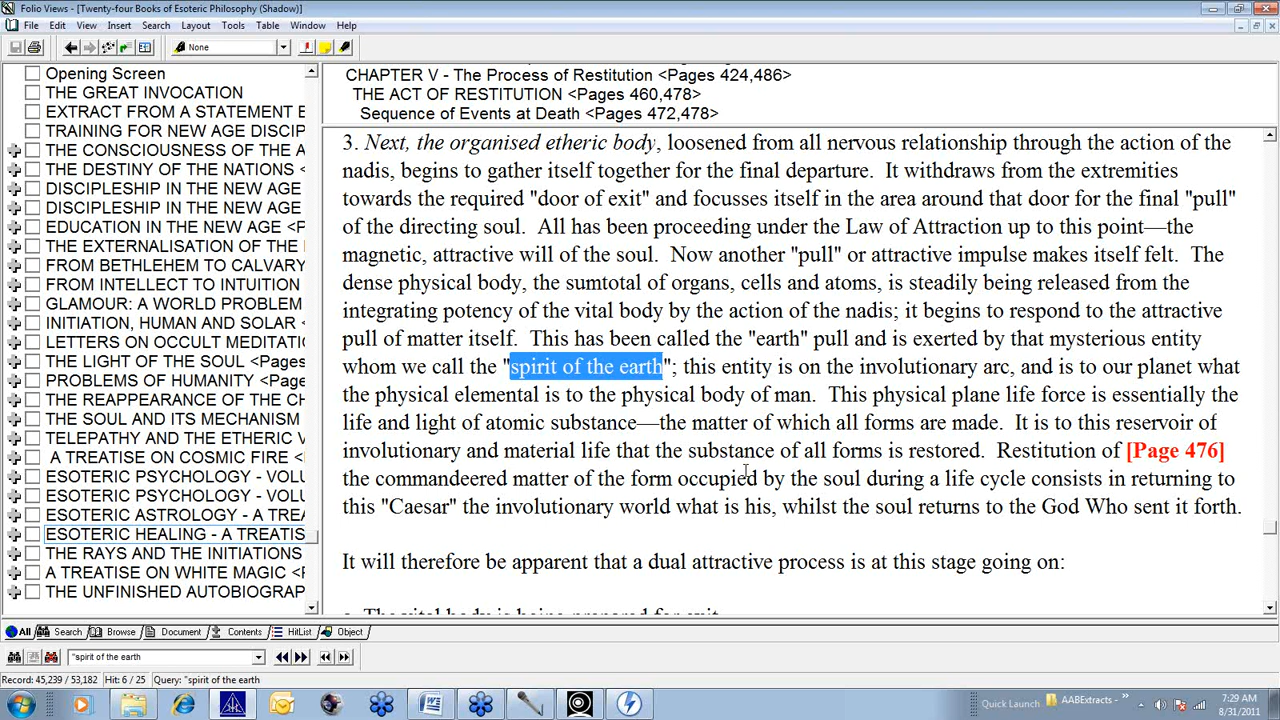 Folio Views - [Twenty-four Books of Esoteric Philosophy (Shadow)]
File Edit View Insert Search Layout Tools Table Window Help
None
Opening Screen
THE GREAT INVOCATION
EXTRACT FROM A STATEMENT B
TRAINING FOR NEW AGE DISCIP
THE CONSCIOUSNESS OF THE A
THE DESTINY OF THE NATIONS <
DISCIPLESHIP IN THE NEW AGE
DISCIPLESHIP IN THE NEW AGE
EDUCATION IN THE NEW AGE <P
THE EXTERNALISATION OF THE
FROM BETHLEHEM TO CALVARY
FROM INTELLECT TO INTUITION
GLAMOUR: A WORLD PROBLEM
INITIATION, HUMAN AND SOLAR <
LETTERS ON OCCULT MEDITATI
THE LIGHT OF THE SOUL <Pages
PROBLEMS OF HUMANITY <Page
THE REAPPEARANCE OF THE CH
THE SOUL AND ITS MECHANISM
TELEPATHY AND THE ETHERIC V
A TREATISE ON COSMIC FIRE <P
ESOTERIC PSYCHOLOGY - VOLU
ESOTERIC PSYCHOLOGY - VOLU
ESOTERIC ASTROLOGY - A TREA
ESOTERIC HEALING - A TREATIS
THE RAYS AND THE INITIATIONS
A TREATISE ON WHITE MAGIC <P
THE UNFINISHED AUTOBIOGRAP
CHAPTER V - The Process of Restitution <Pages 424,486>
THE ACT OF RESTITUTION <Pages 460,478>
Sequence of Events at Death <Pages 472,478>
3. Next, the organised etheric body, loosened from all nervous relationship through the action of the
nadis, begins to gather itself together for the final departure. It withdraws from the extremities
towards the required "door of exit" and focusses itself in the area around that door for the final "pull"
of the directing soul. All has been proceeding under the Law of Attraction up to this point—the
magnetic, attractive will of the soul. Now another "pull" or attractive impulse makes itself felt. The
dense physical body, the sumtotal of organs, cells and atoms, is steadily being released from the
integrating potency of the vital body by the action of the nadis; it begins to respond to the attractive
pull of matter itself. This has been called the "earth" pull and is exerted by that mysterious entity
whom we call the "spirit of the earth"; this entity is on the involutionary arc, and is to our planet what
the physical elemental is to the physical body of man. This physical plane life force is essentially the
life and light of atomic substance—the matter of which all forms are made. It is to this reservoir of
involutionary and material life that the substance of all forms is restored. Restitution of [Page 476]
the commandeered matter of the form occupied by the soul during a life cycle consists in returning to
this "Caesar" the involutionary world what is his, whilst the soul returns to the God Who sent it forth.
It will therefore be apparent that a dual attractive process is at this stage going on:
a. The vital body is being prepared for exit.
All Search Browse Document Contents HitList Object
"spirit of the earth
Record: 45,239 / 53,182 Hit: 6 / 25 Query: "spirit of the earth
Quick Launch AABExtracts - " 7:29 AM
8/31/2011